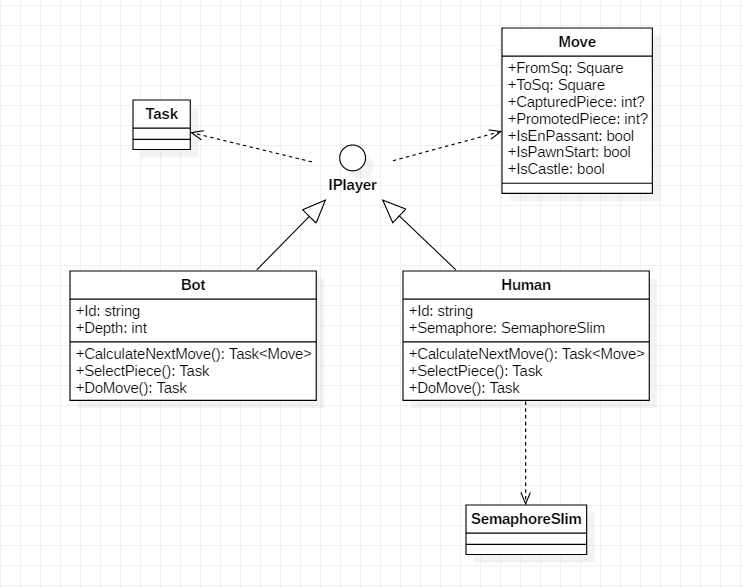 Move
+FromSq: Square
+ToSq: Square
+CapturedPiece: int?
+PromotedPiece: int?
+IsEnPassant: bool
+IsPawnStart: bool
+IsCastle: bool
Task
IPlayer
Bot
+Id: string
+Depth: int
+CalculateNextMove(): Task<Move>
+SelectPiece(): Task
+DoMove(): Task
Human
+Id: string
+Semaphore: SemaphoreSlim
+CalculateNextMove(): Task<Move>
+SelectPiece(): Task
+DoMove(): Task
SemaphoreSlim